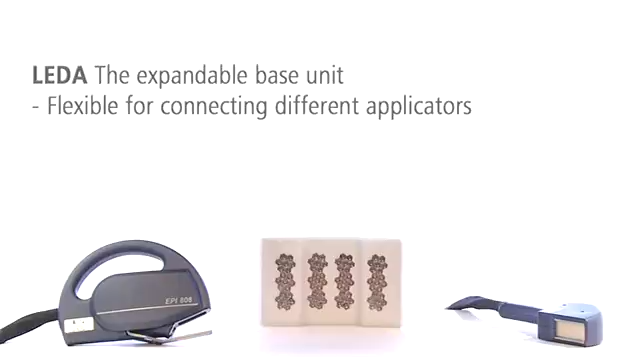 LEDA The expandable base unit
- Flexible for connecting different applicators
EPI 808